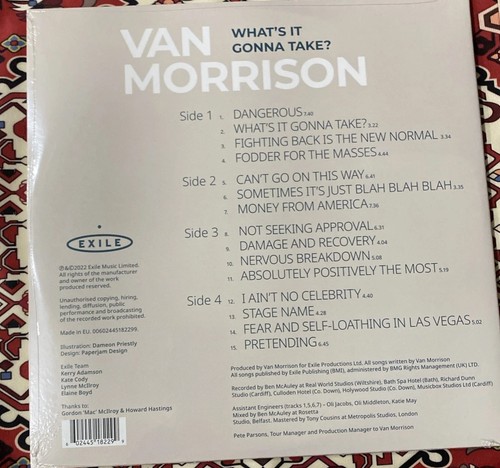 VAN MORRISON
WHAT'S IT GONNA TAKE?
Side 1
1. DANGEROUS 7.40
2. WHAT'S IT GONNA TAKE? 3.22
3. FIGHTING BACK IS THE NEW NORMAL 3.34
4. FODDER FOR THE MASSES 4.44
Side 2
5. CAN'T GO ON THIS WAY 6.41
6. SOMETIMES IT'S JUST BLAH BLAH BLAH 3.35
7. MONEY FROM AMERICA 7.36
Side 3
8. NOT SEEKING APPROVAL 6.31
9. DAMAGE AND RECOVERY 4.04
10. NERVOUS BREAKDOWN 5.08
11. ABSOLUTELY POSITIVELY THE MOST 5.19
Side 4
12. I AIN'T NO CELEBRITY 4.40
13. STAGE NAME 4.28
14. FEAR AND SELF-LOATHING IN LAS VEGAS 5.02
15. PRETENDING 6.45
EXILE
℗&©2022 Exile Music Limited.
All rights of the manufacturer
and owner of the work
produced reserved.
Unauthorised copying, hiring,
lending, diffusion, public
performance and broadcasting
of the recorded work prohibited.
Made in EU. 00602445182299.
Illustration: Dameon Priestly
Design: Paperjam Design
Exile Team
Kerry Adamson
Kate Cody
Lynne McIlroy
Elaine Boyd
Thanks to:
Gordon 'Mac' McIlroy & Howard Hastings
Produced by Van Morrison for Exile Productions Ltd. All songs written by Van Morrison
All songs published by Exile Publishing (BMI), administered by BMG Rights Management (UK) LTD.
Recorded by Ben McAuley at Real World Studios (Wiltshire), Bath Spa Hotel (Bath), Richard Dunn
Studio (Cardiff), Culloden Hotel (Co. Down), Hollywood Studio (Co. Down), Musicbox Studios Ltd (Cardiff)
Assistant Engineers (tracks 1,5,6,7) – Oli Jacobs, Oli Middleton, Katie May
Mixed by Ben McAuley at Rosetta
Studio, Belfast. Mastered by Tony Cousins at Metropolis Studio, London
Pete Parsons, Tour Manager and Production Manager to Van Morrison